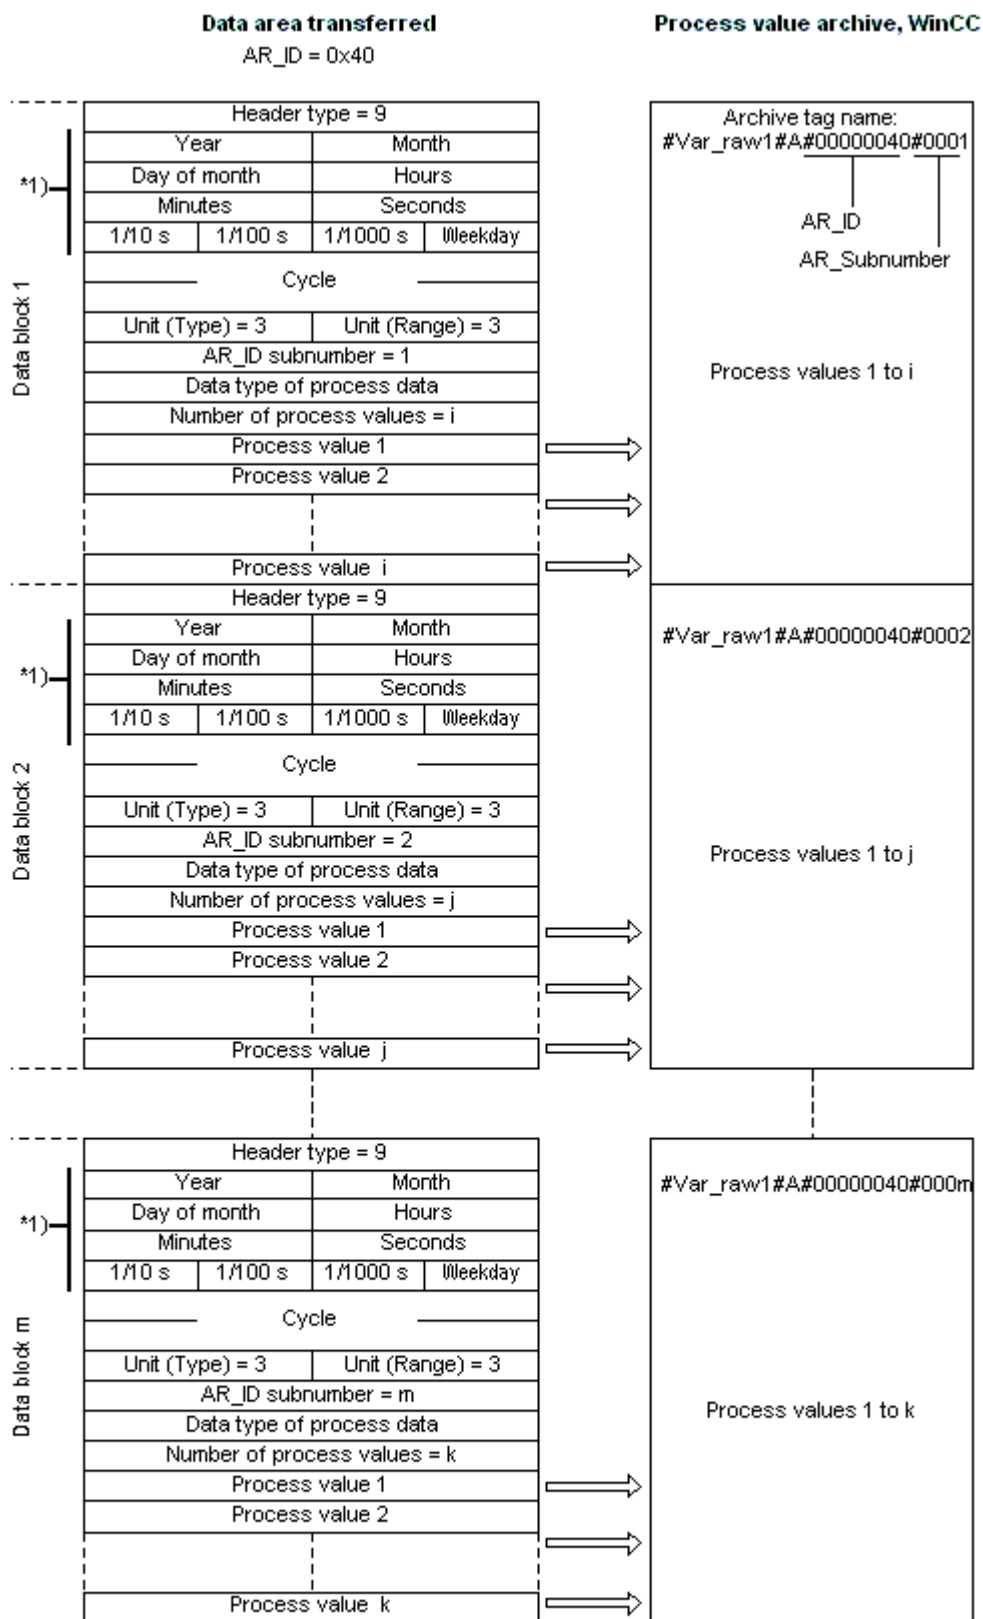 Data area transferred
Process value archive, WinCC
AR_ID = 0x40
Data block 1
*1)
Header type = 9
Year Month
Day of month Hours
Minutes Seconds
1/10 s 1/100 s 1/1000 s Weekday
Cycle
Unit (Type) = 3 Unit (Range) = 3
AR_ID subnumber = 1
Data type of process data
Number of process values = i
Process value 1
Process value 2
Process value i
Archive tag name:
#Var_raw1#A#00000040#0001
AR_ID
AR_Subnumber
Process values 1 to i
Data block 2
*1)
Header type = 9
Year Month
Day of month Hours
Minutes Seconds
1/10 s 1/100 s 1/1000 s Weekday
Cycle
Unit (Type) = 3 Unit (Range) = 3
AR_ID subnumber = 2
Data type of process data
Number of process values = j
Process value 1
Process value 2
Process value j
#Var_raw1#A#00000040#0002
Process values 1 to j
Data block m
*1)
Header type = 9
Year Month
Day of month Hours
Minutes Seconds
1/10 s 1/100 s 1/1000 s Weekday
Cycle
Unit (Type) = 3 Unit (Range) = 3
AR_ID subnumber = m
Data type of process data
Number of process values = k
Process value 1
Process value 2
Process value k
#Var_raw1#A#00000040#000m
Process values 1 to k